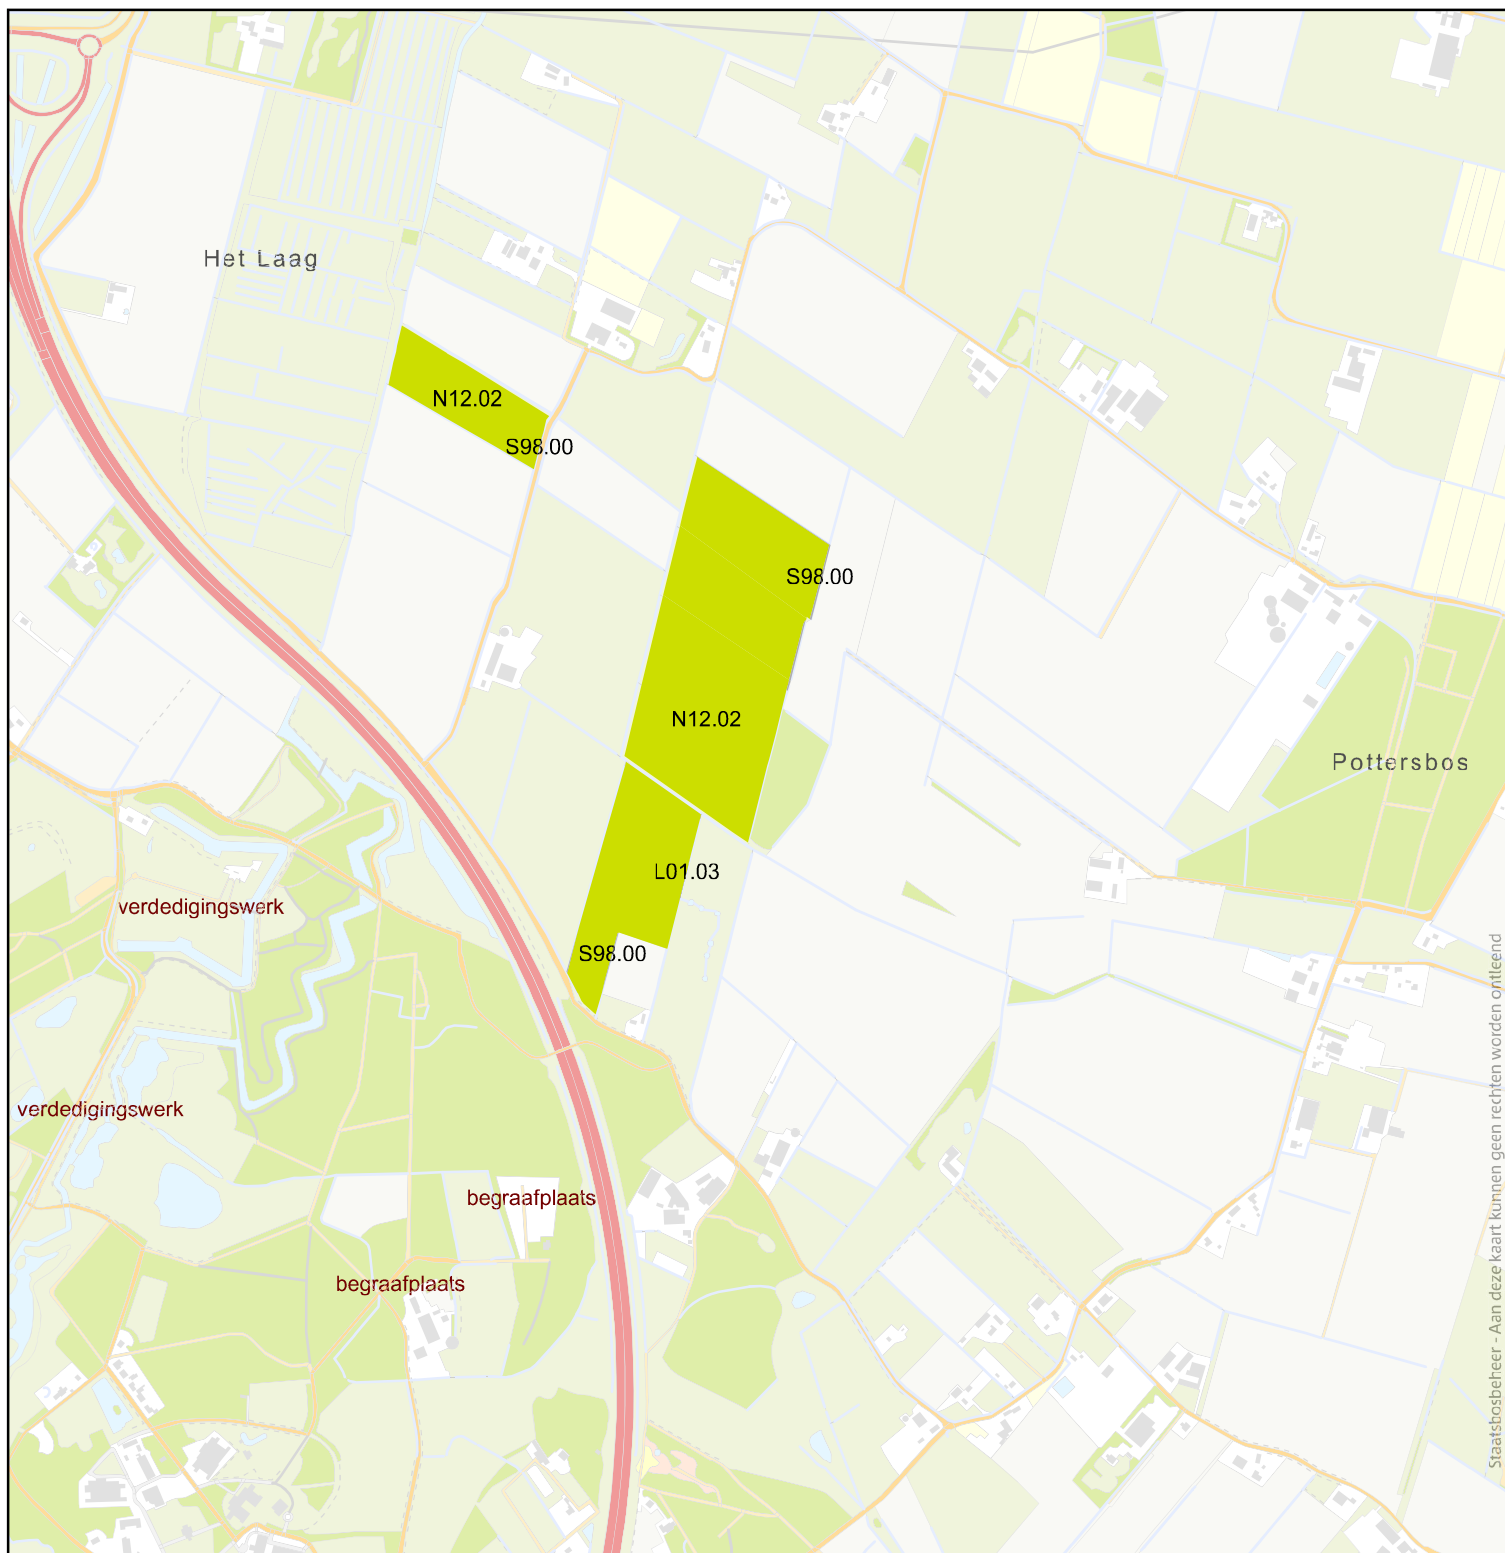 Het Laag
N12.02
S98.00
S98.00
N12.02
Pottersbos
L01.03
verdedigingswerk
S98.00
verdedigingswerk
begraafplaats
begraafplaats
Staatsbosbeheer - Aan deze kaart kunnen geen rechten worden ontleend